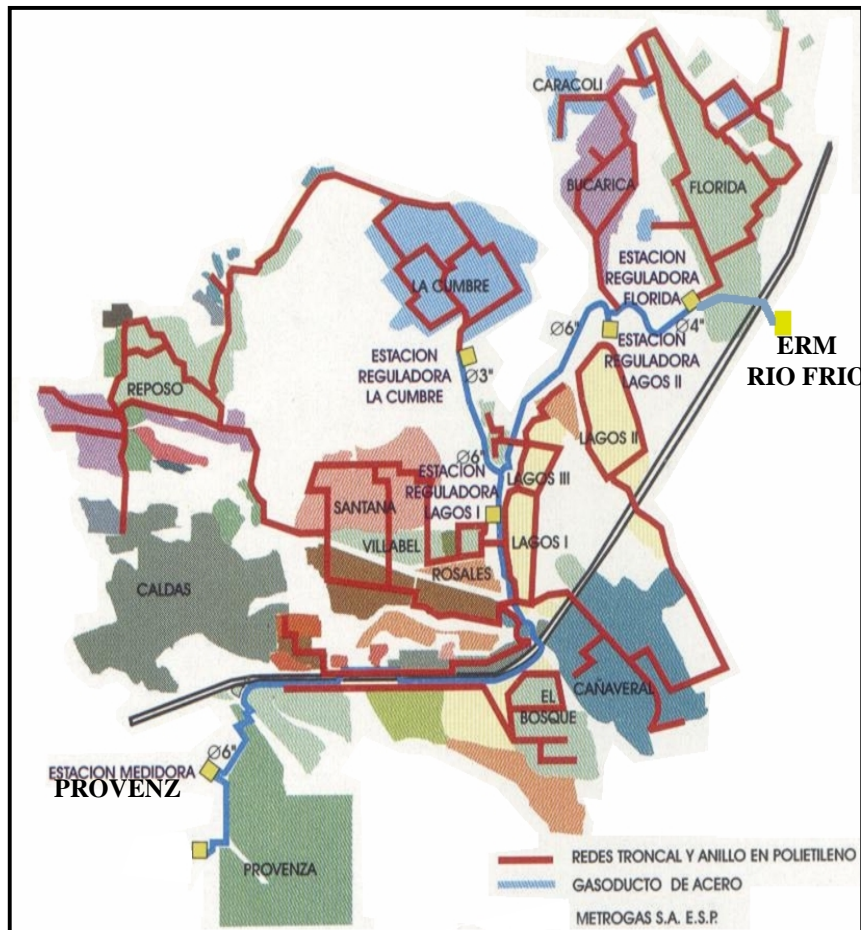 CARACOLI
BUCARICA
FLORIDA
ESTACION
REGULADORA
FLORIDA
LA CUMBRE
Ø6"
Ø4"
ESTACION
REGULADORA
LAGOS II
ERM
RIO FRIO
ESTACION
REGULADORA
LA CUMBRE
Ø3"
REPOSO
LAGOS II
Ø6"
ESTACION
REGULADORA
LAGOS I
LAGOS III
SANTANA
VILLABEL
LAGOS I
ROSALES
CALDAS
CAÑAVERAL
EL
BOSQUE
Ø6"
ESTACION MEDIDORA
PROVENZ
PROVENZA
REDES TRONCAL Y ANILLO EN POLIETILENO
GASODUCTO DE ACERO
METROGAS S.A. E.S.P.